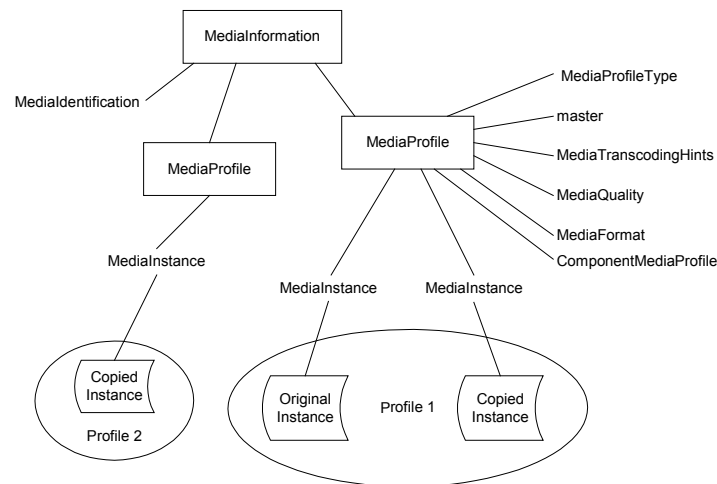 MediaInformation
MediaProfileType
MediaIdentification
master
MediaProfile
MediaProfile
MediaTranscodingHints
MediaQuality
MediaFormat
ComponentMediaProfile
MediaInstance
MediaInstance
MediaInstance
Copied
Instance
Profile 2
Original
Instance
Profile 1
Copied
Instance